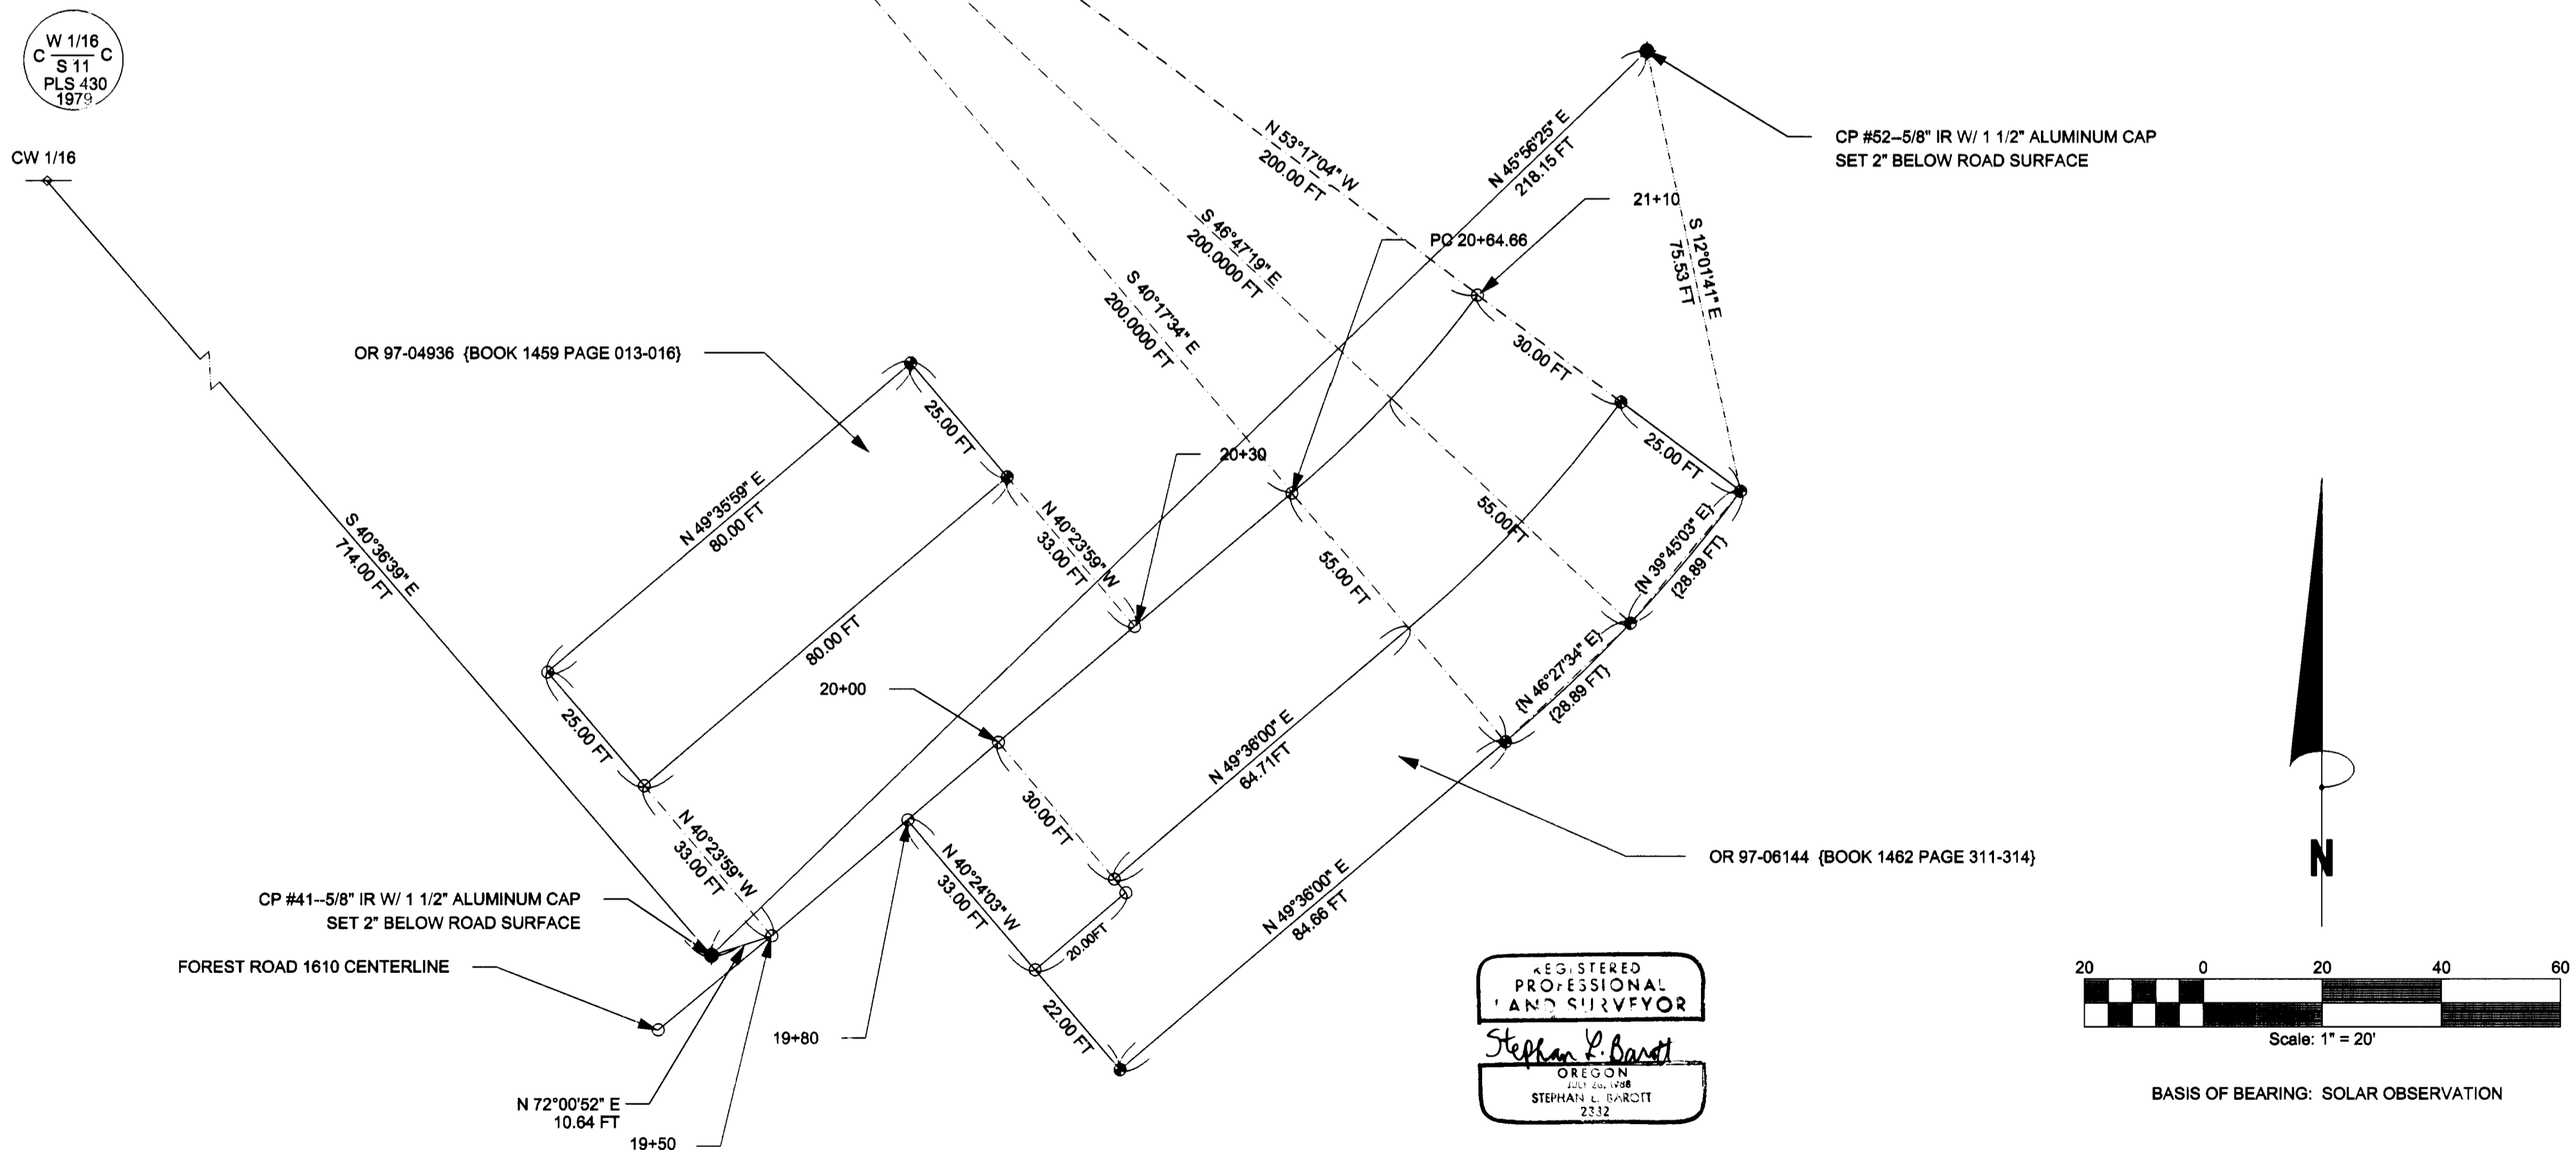 W 1/16
C C
S 11
PLS 430
1979
CW 1/16
N 53°17'04" W
200.00 FT
N 45°56'25" E
218.15 FT
CP #52--5/8" IR W/ 1 1/2" ALUMINUM CAP
SET 2" BELOW ROAD SURFACE
21+10
S 46°47'19" E
200.0000 FT
PC 20+64.66
S 12°01'41" E
75.53 FT
S 40°17'34" E
200.0000 FT
OR 97-04936 {BOOK 1459 PAGE 013-016}
30.00 FT
25.00 FT
25.00 FT
20+30
N 49°35'59" E
80.00 FT
N 40°23'59" W
33.00 FT
55.00FT
{N 39°45'03" E}
{28.89 FT}
S 40°36'39" E
714.00 FT
55.00 FT
80.00 FT
{N 46°27'34" E}
{28.89 FT}
20+00
25.00 FT
N 49°36'00" E
64.71FT
30.00 FT
N 40°23'59" W
33.00 FT
OR 97-06144 {BOOK 1462 PAGE 311-314}
N 40°24'03" W
33.00 FT
N 49°36'00" E
84.66 FT
N
CP #41--5/8" IR W/ 1 1/2" ALUMINUM CAP
SET 2" BELOW ROAD SURFACE
20.00FT
FOREST ROAD 1610 CENTERLINE
22.00 FT
19+80
N 72°00'52" E
10.64 FT
19+50
REGISTERED
PROFESSIONAL
LAND SURVEYOR
Stephan L. Barott
OREGON
JULY 26, 1988
STEPHAN L. BAROTT
2332
20 0 20 40 60
Scale: 1" = 20'
BASIS OF BEARING: SOLAR OBSERVATION